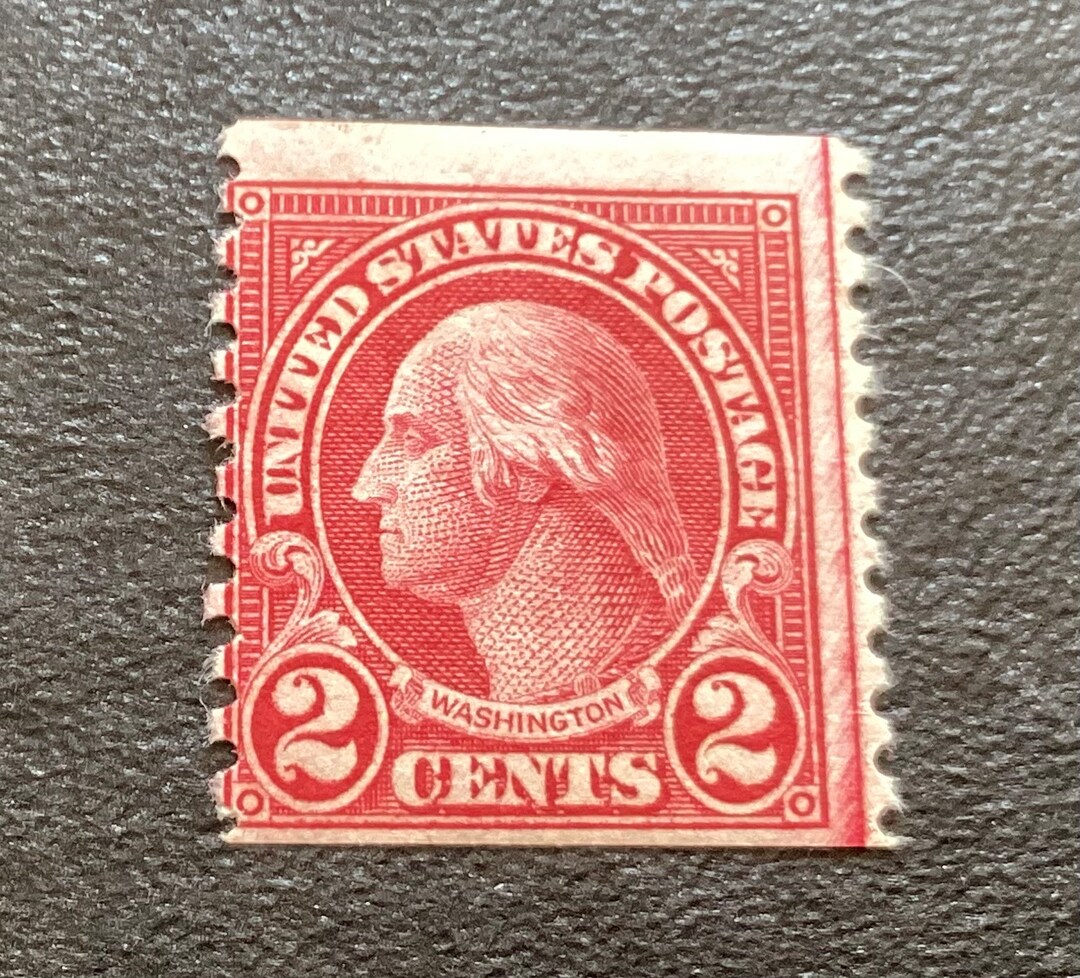 UNITED STATES POSTAGE
WASHINGTON
2 CENTS 2